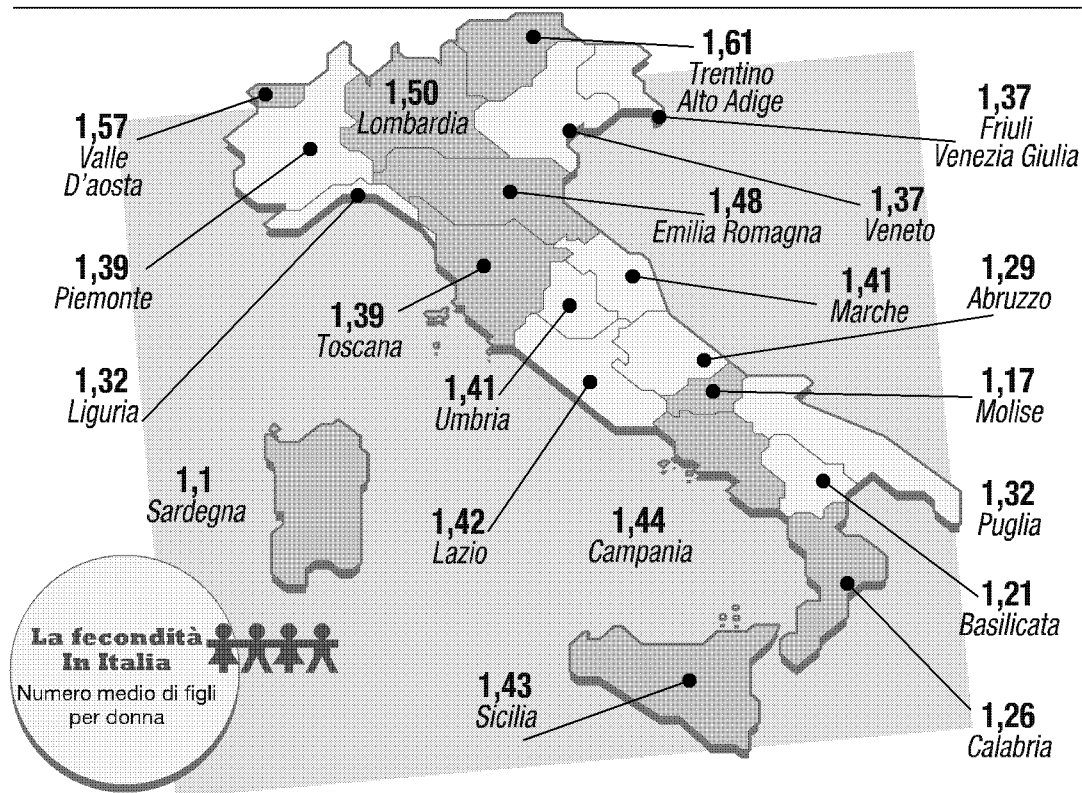 1,61
Trentino
Alto Adige
1,50
Lombardia
1,37
Friuli
Venezia Giulia
1,57
Valle
D'aosta
1,48
Emilia Romagna
1,37
Veneto
1,39
Piemonte
1,39
Toscana
1,41
Marche
1,29
Abruzzo
1,32
Liguria
1,41
Umbria
1,17
Molise
1,1
Sardegna
1,42
Lazio
1,44
Campania
1,32
Puglia
1,21
Basilicata
La fecondità
In Italia
Numero medio di figli
per donna
1,43
Sicilia
1,26
Calabria